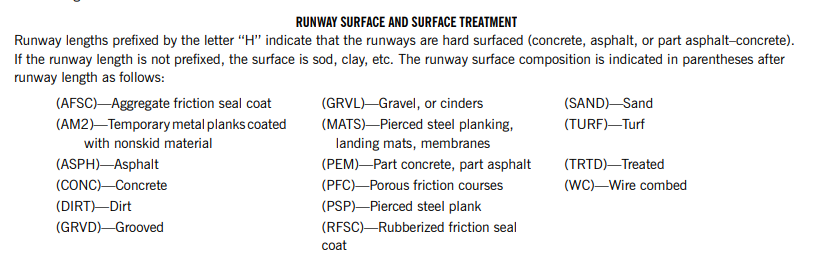 RUNWAY SURFACE AND SURFACE TREATMENT
Runway lengths prefixed by the letter “H” indicate that the runways are hard surfaced (concrete, asphalt, or part asphalt–concrete).
If the runway length is not prefixed, the surface is sod, clay, etc. The runway surface composition is indicated in parentheses after
runway length as follows:
(AFSC)—Aggregate friction seal coat
(AM2)—Temporary metal planks coated
with nonskid material
(ASPH)—Asphalt
(CONC)—Concrete
(DIRT)—Dirt
(GRVD)—Grooved
(GRVL)—Gravel, or cinders
(MATS)—Pierced steel planking,
landing mats, membranes
(PEM)—Part concrete, part asphalt
(PFC)—Porous friction courses
(PSP)—Pierced steel plank
(RFSC)—Rubberized friction seal
coat
(SAND)—Sand
(TURF)—Turf
(TRTD)—Treated
(WC)—Wire combed